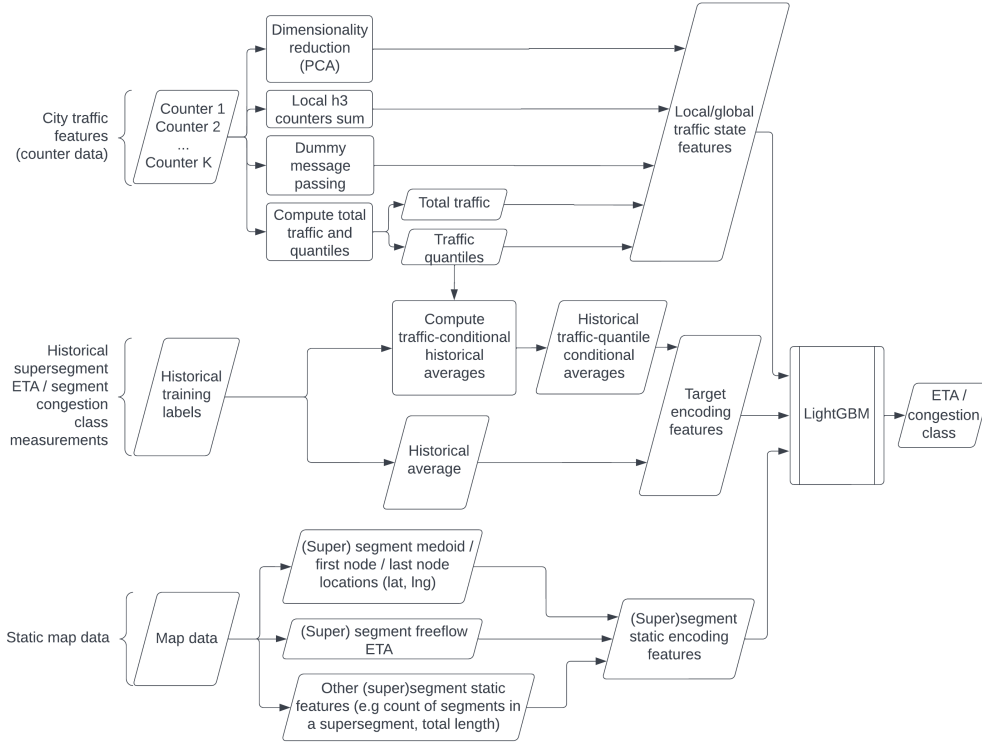 City traffic
features
(counter data)
Counter 1
Counter 2
...
Counter K
Dimensionality
reduction
(PCA)
Local h3
counters sum
Dummy
message
passing
Compute total
traffic and
quantiles
Total traffic
Traffic
quantiles
Local/global
traffic state
features
Historical
supersegment
ETA / segment
congestion
class
measurements
Historical
training
labels
Compute
traffic-conditional
historical
averages
Historical
traffic-quantile
conditional
averages
Historical
average
Target
encoding
features
LightGBM
ETA /
congestion
class
Static map data
Map data
(Super) segment medoid /
first node / last node
locations (lat, lng)
(Super) segment freeflow
ETA
Other (super)segment static
features (e.g count of segments in
a supersegment, total length)
(Super)segment
static encoding
features